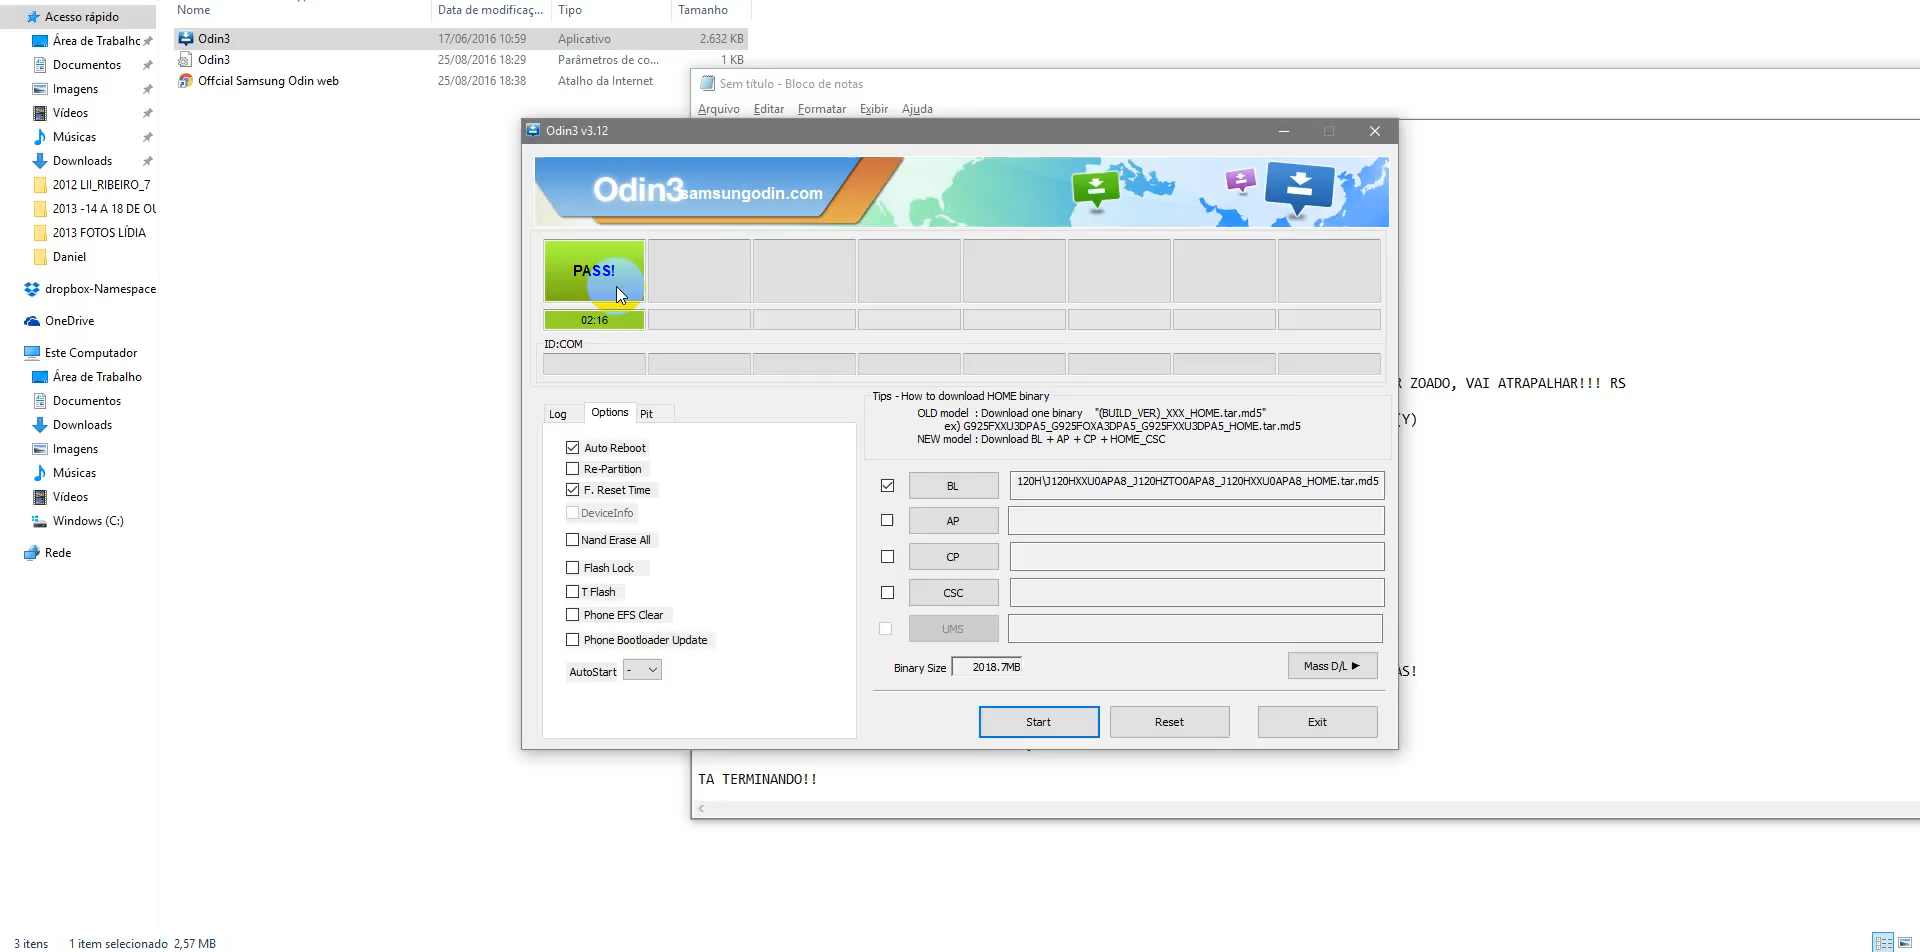 Acesso rápido
Área de Trabalhc
Documentos
Imagens
Vídeos
Músicas
Downloads
2012 LII_RIBEIRO_7
2013 -14 A 18 DE OU
2013 FOTOS LÍDIA
Daniel
dropbox-Namespace
OneDrive
Este Computador
Área de Trabalho
Documentos
Downloads
Imagens
Músicas
Vídeos
Windows (C:)
Rede
3 itens 1 item selecionado 2,57 MB
Nome Data de modificaç... Tipo Tamanho
Odin3 17/06/2016 10:59 Aplicativo 2.632 KB
Odin3 25/08/2016 18:29 Parâmetros de co... 1 KB
Offcial Samsung Odin web 25/08/2016 18:38 Atalho da Internet
Sem título - Bloco de notas
Arquivo Editar Formatar Exibir Ajuda
ZOADO, VAI ATRAPALHAR!!! RS
(Y)
AS!
TA TERMINANDO!!
Odin3 v3.12
Odin3
samsungodin.com
PASS!
02:16
ID:COM
Log Options Pit
Auto Reboot
Re-Partition
F. Reset Time
DeviceInfo
Nand Erase All
Flash Lock
T Flash
Phone EFS Clear
Phone Bootloader Update
AutoStart -
Tips - How to download HOME binary
OLD model : Download one binary "(BUILD_VER)_XXX_HOME.tar.md5"
ex) G925FXXU3DPA5_G925FOXA3DPA5_G925FXXU3DPA5_HOME.tar.md5
NEW model : Download BL + AP + CP + HOME_CSC
BL 120H\J120HXXU0APA8_J120HZTO0APA8_J120HXXU0APA8_HOME.tar.md5
AP
CP
CSC
UMS
Binary Size 2018.7MB
Mass D/L ►
Start Reset Exit